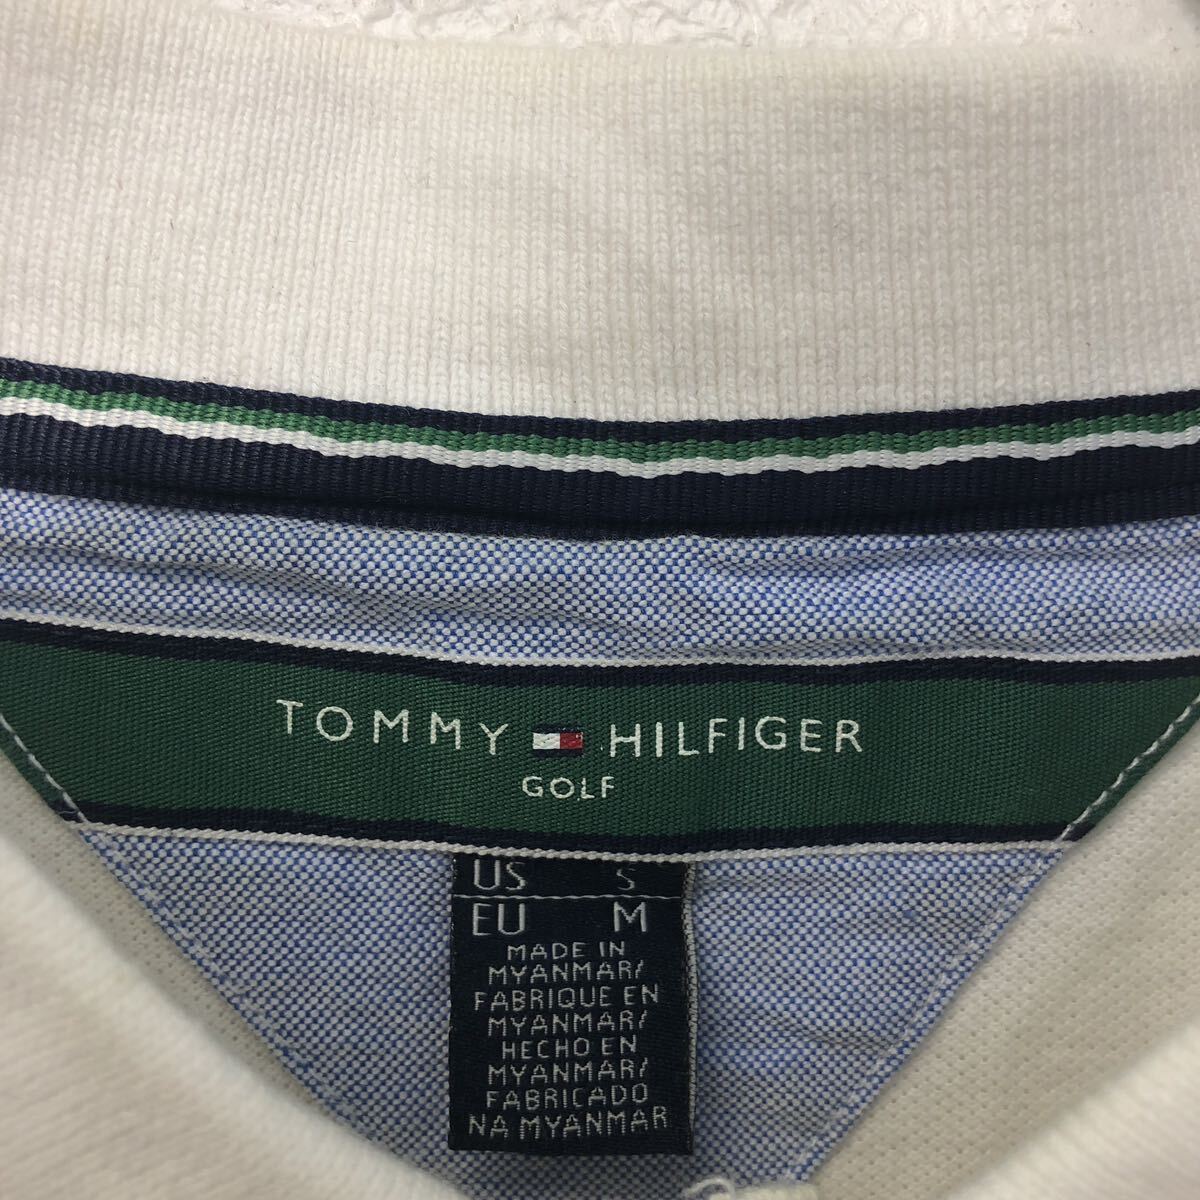 TOMMY HILFIGER
GOLF
US S
EU M
MADE IN
MYANMAR/
FABRIQUE EN
MYANMAR/
HECHO EN
MYANMAR/
FABRICADO
NA MYANMAR